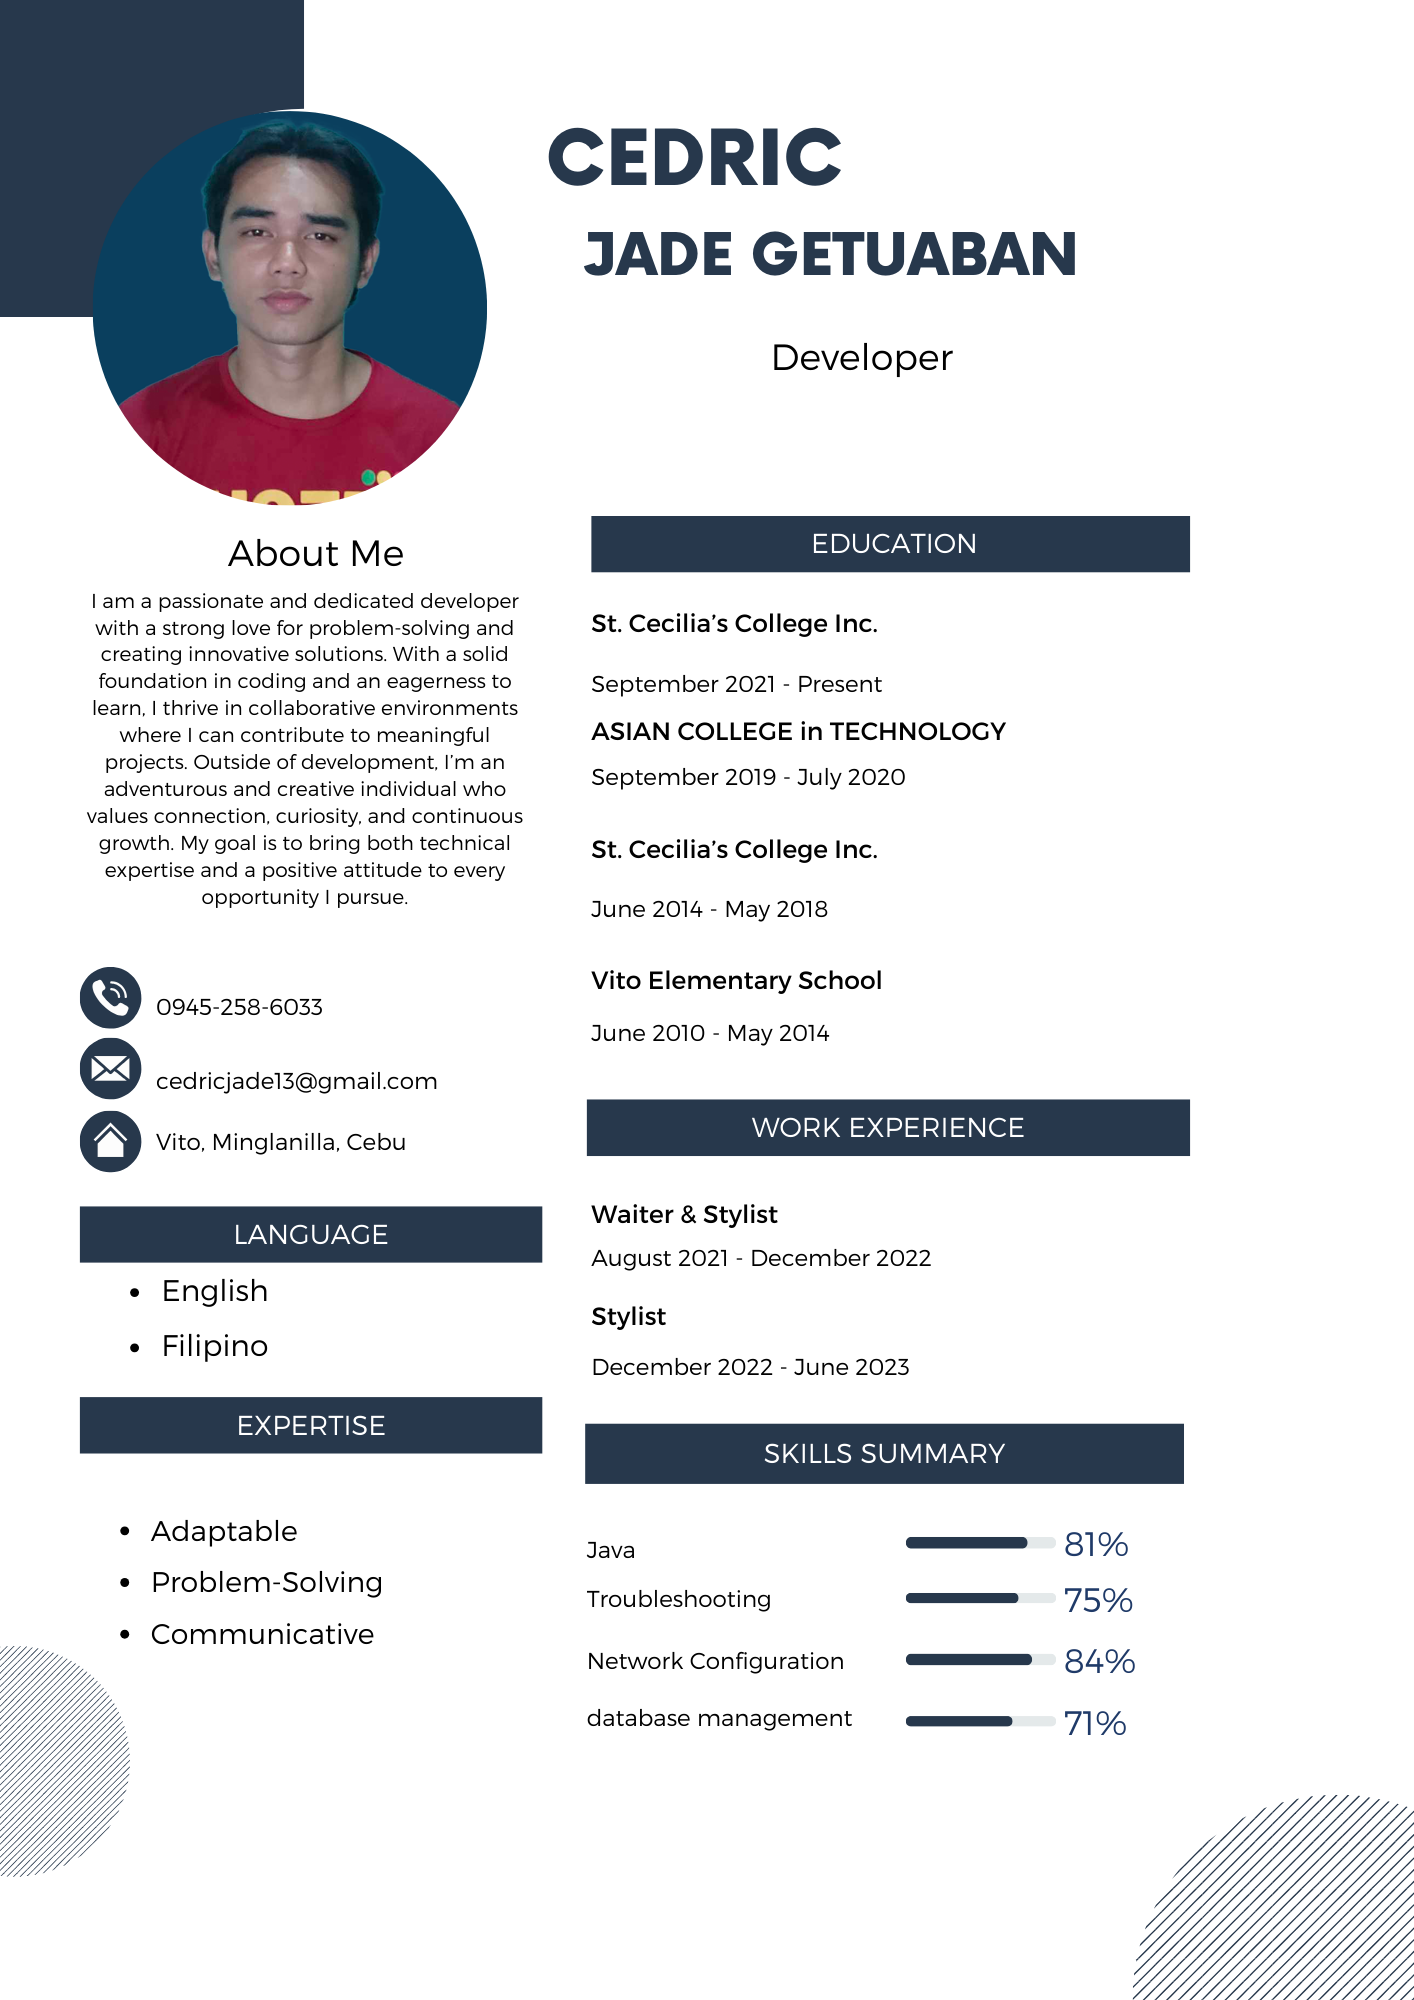 CEDRIC
JADE GETUABAN
Developer
About Me
I am a passionate and dedicated developer
with a strong love for problem-solving and
creating innovative solutions. With a solid
foundation in coding and an eagerness to
learn, I thrive in collaborative environments
where I can contribute to meaningful
projects. Outside of development, I’m an
adventurous and creative individual who
values connection, curiosity, and continuous
growth. My goal is to bring both technical
expertise and a positive attitude to every
opportunity I pursue.
0945-258-6033
cedricjade13@gmail.com
Vito, Minglanilla, Cebu
LANGUAGE
• English
• Filipino
EXPERTISE
• Adaptable
• Problem-Solving
• Communicative
EDUCATION
St. Cecilia’s College Inc.
September 2021 - Present
ASIAN COLLEGE in TECHNOLOGY
September 2019 - July 2020
St. Cecilia’s College Inc.
June 2014 - May 2018
Vito Elementary School
June 2010 - May 2014
WORK EXPERIENCE
Waiter & Stylist
August 2021 - December 2022
Stylist
December 2022 - June 2023
SKILLS SUMMARY
Java 81%
Troubleshooting 75%
Network Configuration 84%
database management 71%